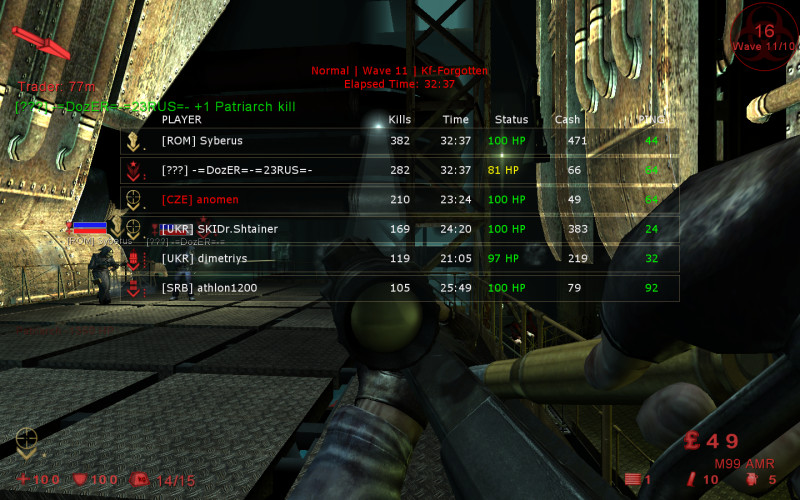 16
Wave 11/10
Normal | Wave 11 | Kf-Forgotten
Elapsed Time: 32:37
Trader: 77m
[???] -=DozER=-=23RUS=- +1 Patriarch kill
PLAYER Kills Time Status Cash PING
[ROM] Syberus 382 32:37 100 HP 471 44
[???] -=DozER=-=23RUS=- 282 32:37 81 HP 66
[CZE] anomen 210 23:24 100 HP 49 64
[UKR] SKIDr.Shtainer 169 24:20 100 HP 383 24
[ROM] Syberus [???] -=DozER=-=
[UKR] dimetriys 119 21:05 97 HP 219 32
[SRB] athlon1200 105 25:49 100 HP 79 92
£ 49
M99 AMR
100 100 14/15 1 10 5